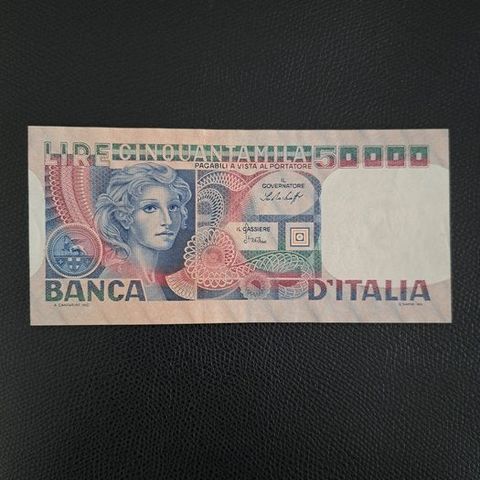 LIRE CINQUANTAMILA 50000
PAGABILI A VISTA AL PORTATORE
IL
GOVERNATORE
IL CASSIERE
BANCA D'ITALIA